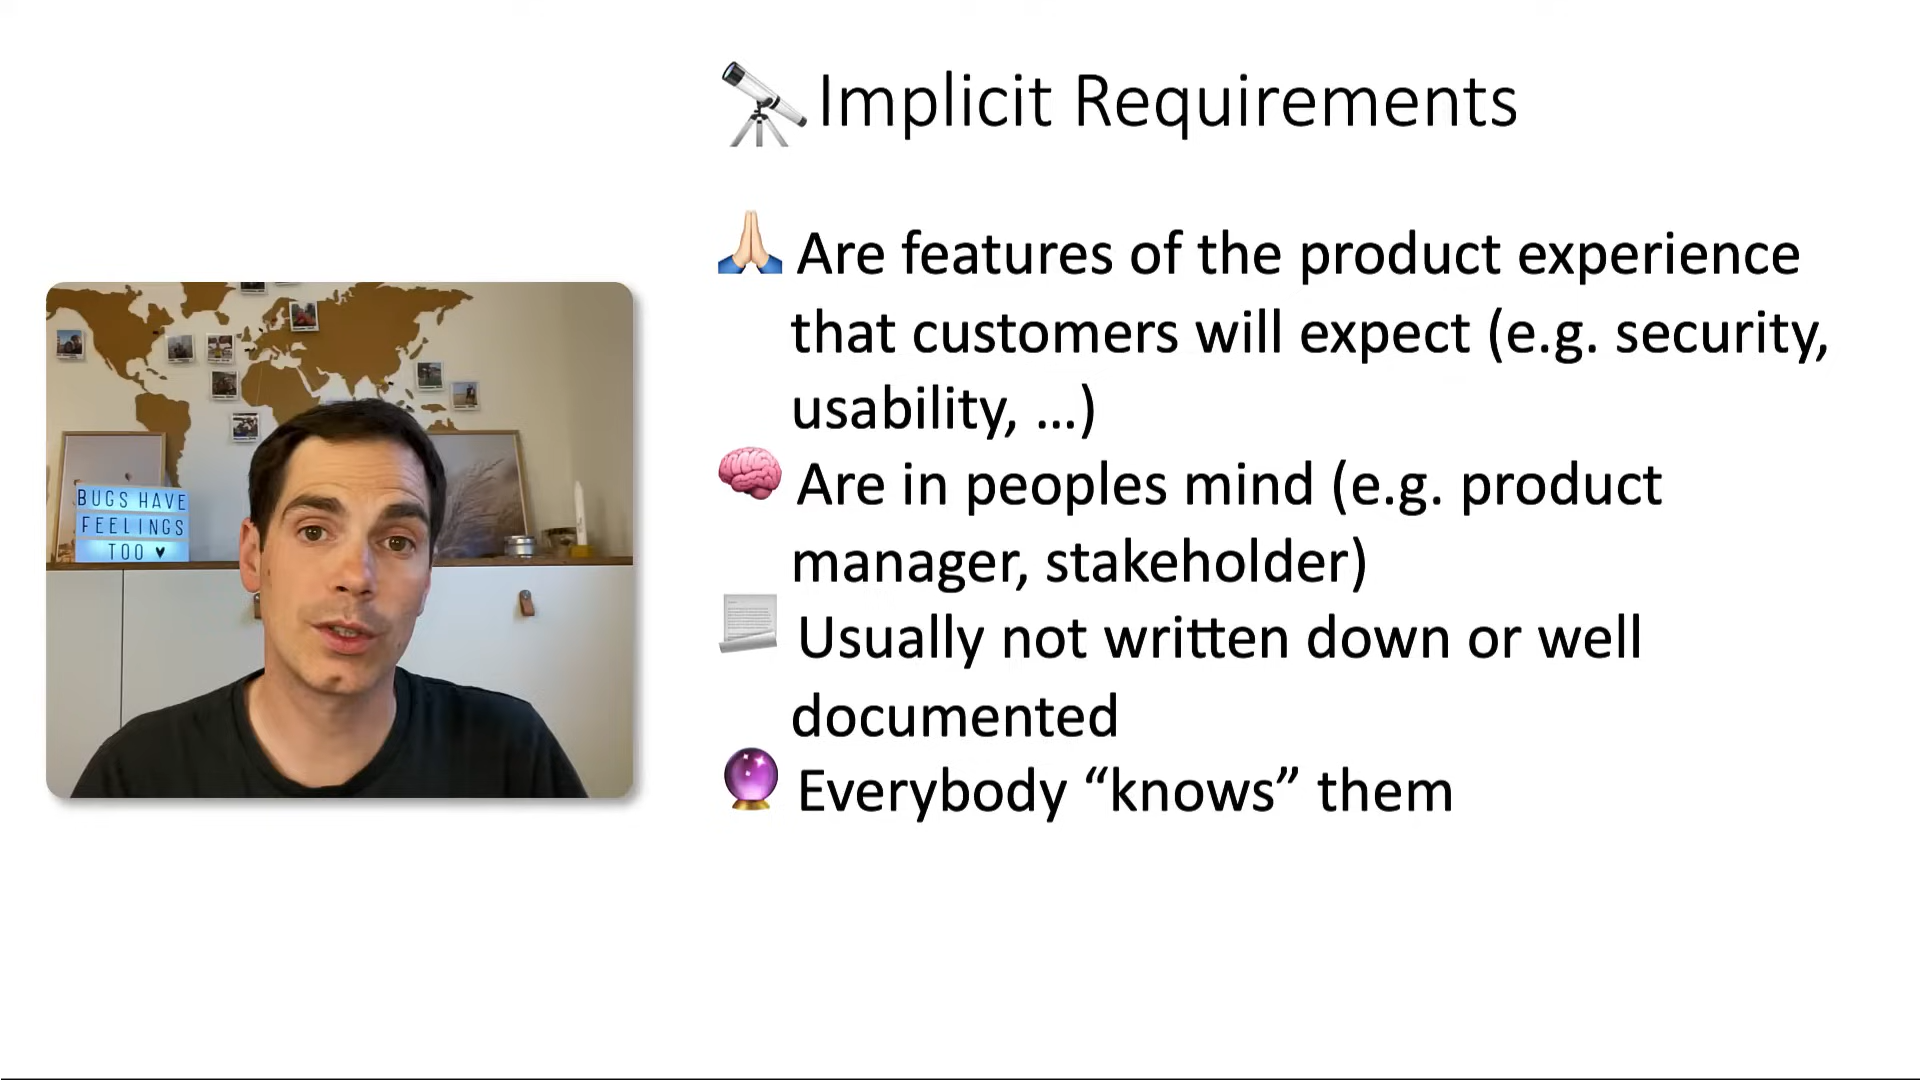 Implicit Requirements
Are features of the product experience
that customers will expect (e.g. security,
usability, ...)
Are in peoples mind (e.g. product
manager, stakeholder)
Usually not written down or well
documented
Everybody “knows” them
BUGS HAVE
FEELINGS
TOO ♥